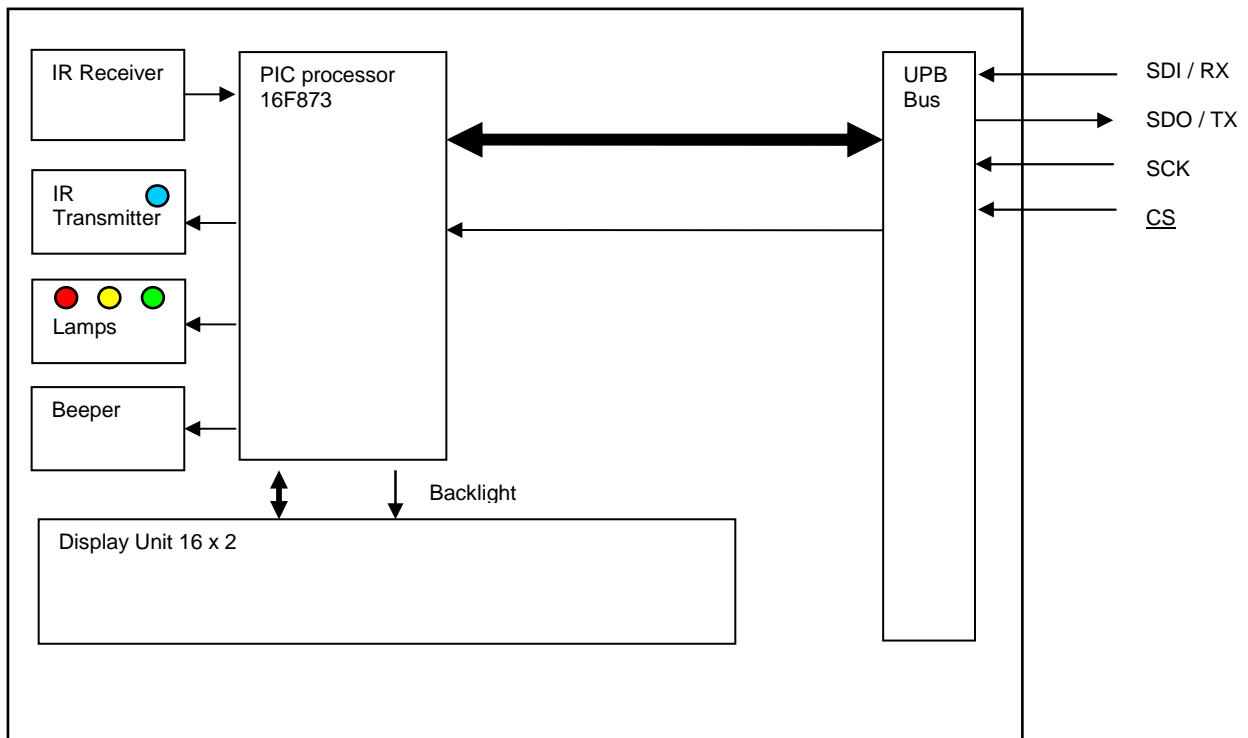 IR Receiver
PIC processor
16F873
UPB
Bus
SDI / RX
SDO / TX
SCK
CS
IR
Transmitter
Lamps
Beeper
Backlight
Display Unit 16 x 2